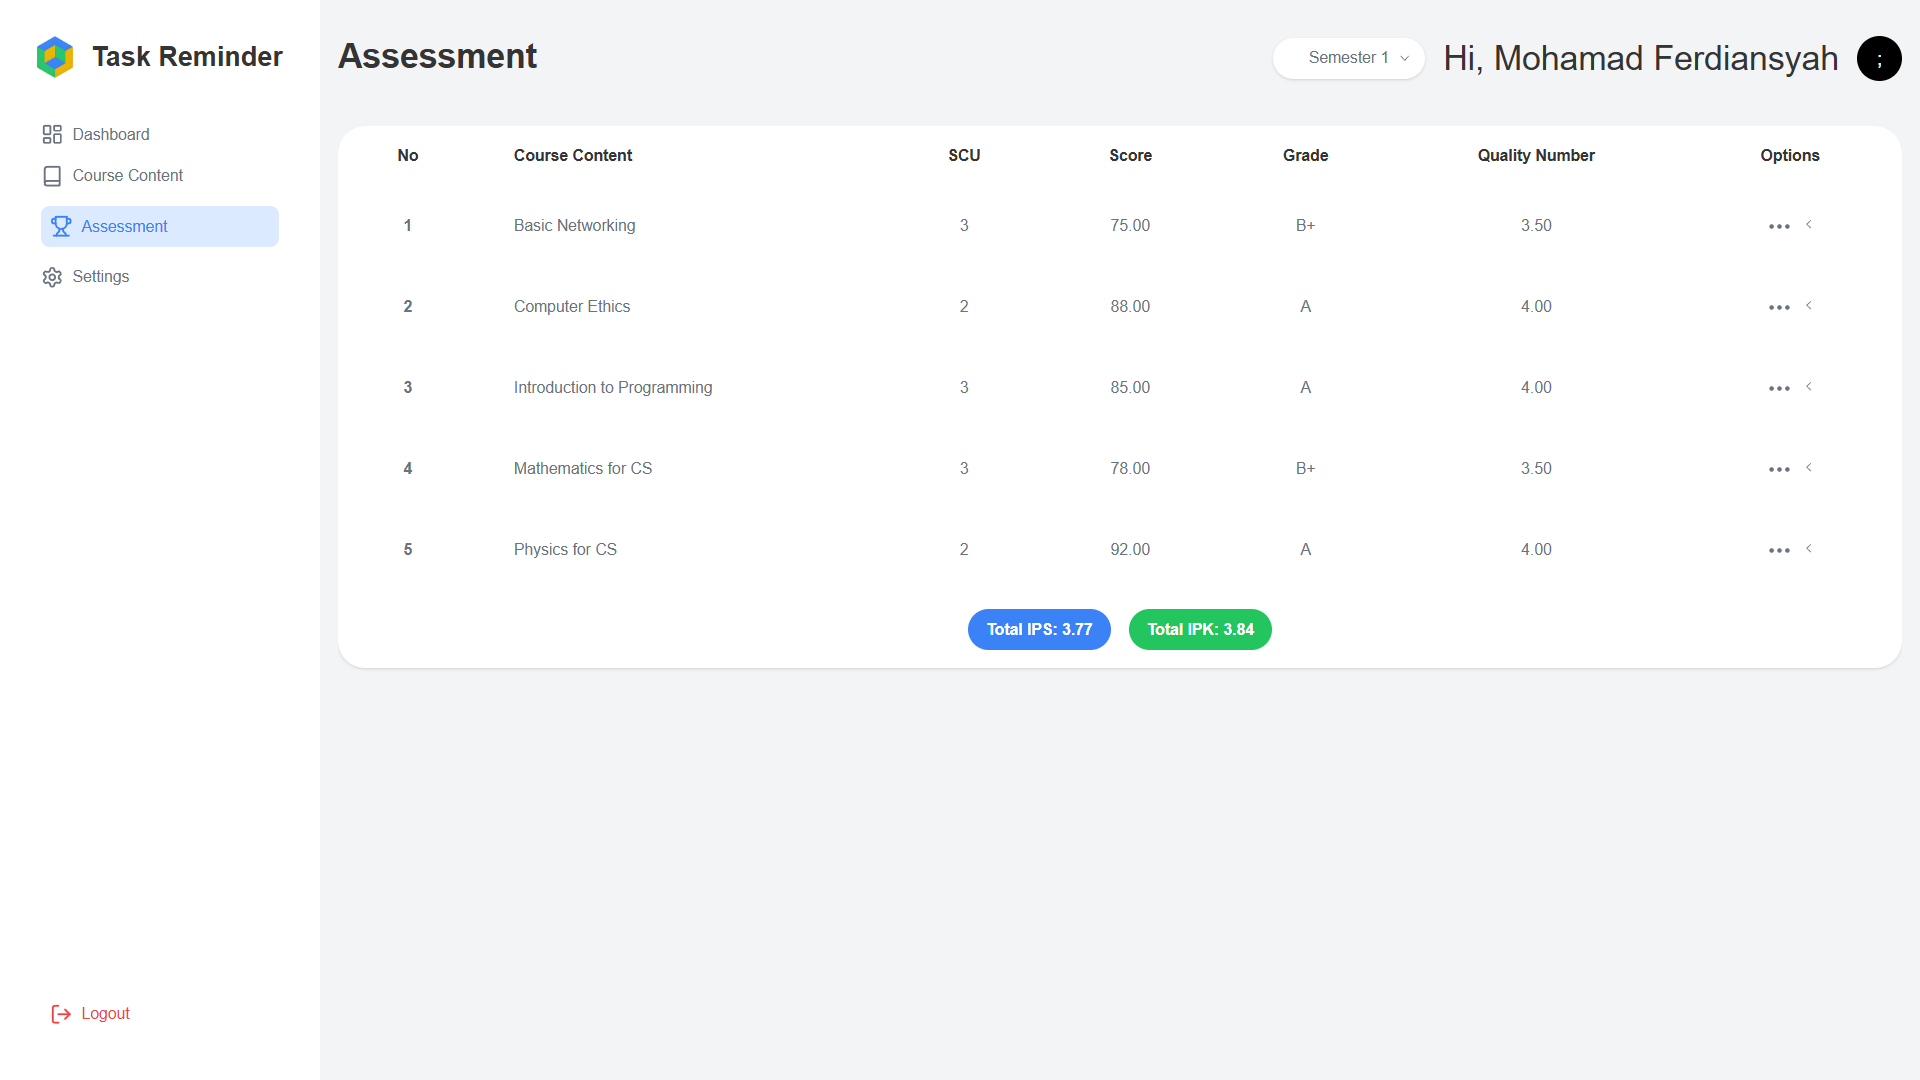 Task Reminder
Dashboard
Course Content
Assessment
Settings
Logout
Assessment
Semester 1
Hi, Mohamad Ferdiansyah
;
No Course Content SCU Score Grade Quality Number Options
1 Basic Networking 3 75.00 B+ 3.50
2 Computer Ethics 2 88.00 A 4.00
3 Introduction to Programming 3 85.00 A 4.00
4 Mathematics for CS 3 78.00 B+ 3.50
5 Physics for CS 2 92.00 A 4.00
Total IPS: 3.77 Total IPK: 3.84